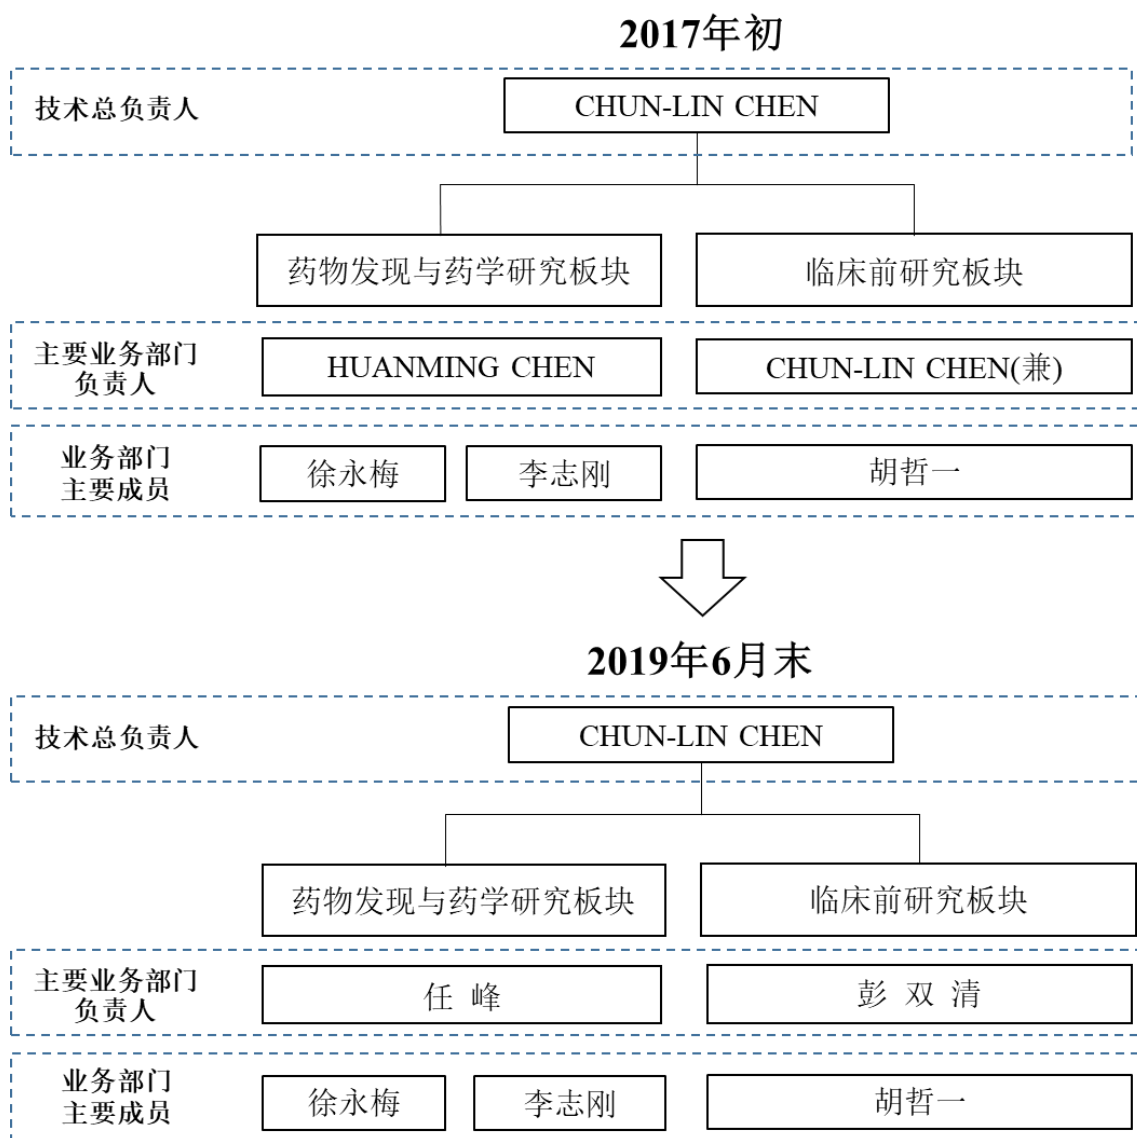 2017年初
技术总负责人
CHUN-LIN CHEN
药物发现与药学研究板块
临床前研究板块
主要业务部门
负责人
HUANMING CHEN
CHUN-LIN CHEN(兼)
业务部门
主要成员
徐永梅
李志刚
胡哲一
2019年6月末
技术总负责人
CHUN-LIN CHEN
药物发现与药学研究板块
临床前研究板块
主要业务部门
负责人
任 峰
彭 双 清
业务部门
主要成员
徐永梅
李志刚
胡哲一